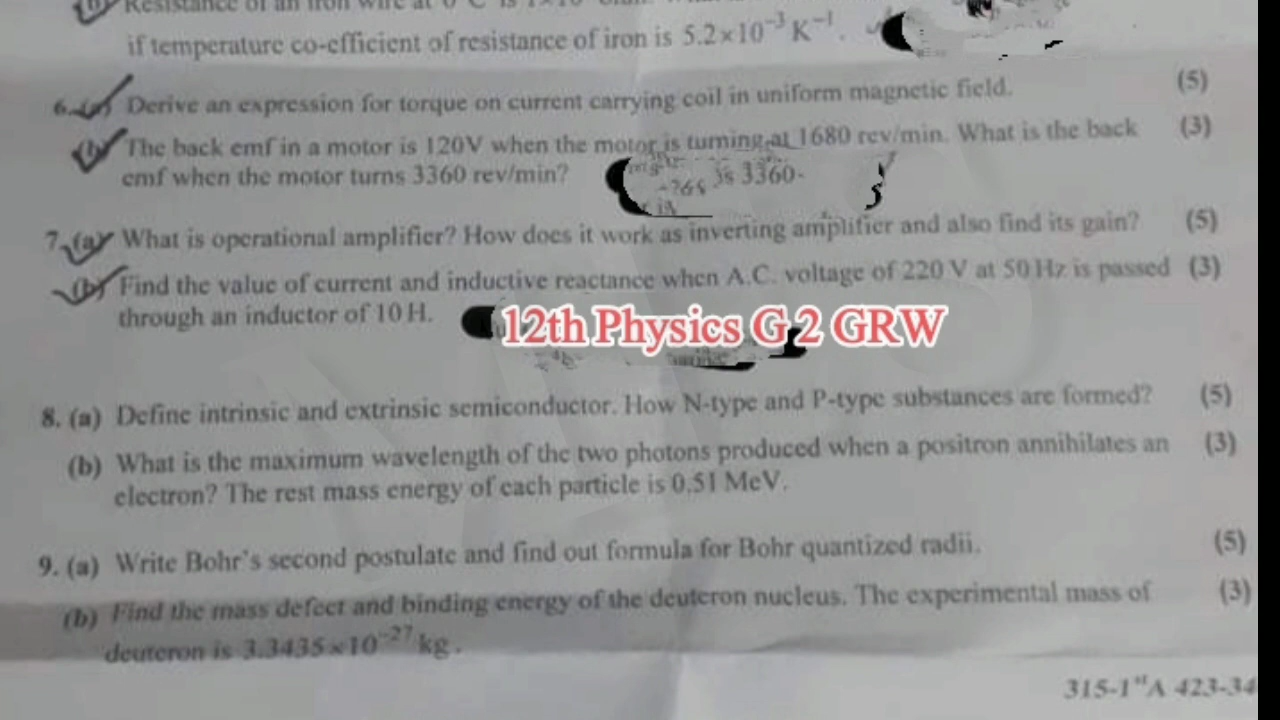 if temperature co-efficient of resistance of iron is 5.2×10⁻³ K⁻¹.
6. (a) Derive an expression for torque on current carrying coil in uniform magnetic field. (5)
(b) The back emf in a motor is 120V when the motor is turning at 1680 rev/min. What is the back (3)
emf when the motor turns 3360 rev/min?
3360
7. (a) What is operational amplifier? How does it work as inverting amplifier and also find its gain? (5)
(b) Find the value of current and inductive reactance when A.C. voltage of 220 V at 50 Hz is passed (3)
through an inductor of 10 H.
12th Physics G 2 GRW
8. (a) Define intrinsic and extrinsic semiconductor. How N-type and P-type substances are formed? (5)
(b) What is the maximum wavelength of the two photons produced when a positron annihilates an (3)
electron? The rest mass energy of each particle is 0.51 MeV.
9. (a) Write Bohr's second postulate and find out formula for Bohr quantized radii. (5)
(b) Find the mass defect and binding energy of the deuteron nucleus. The experimental mass of (3)
deuteron is 3.3435×10⁻²⁷ kg.
315-1ˢᵗA 423-34